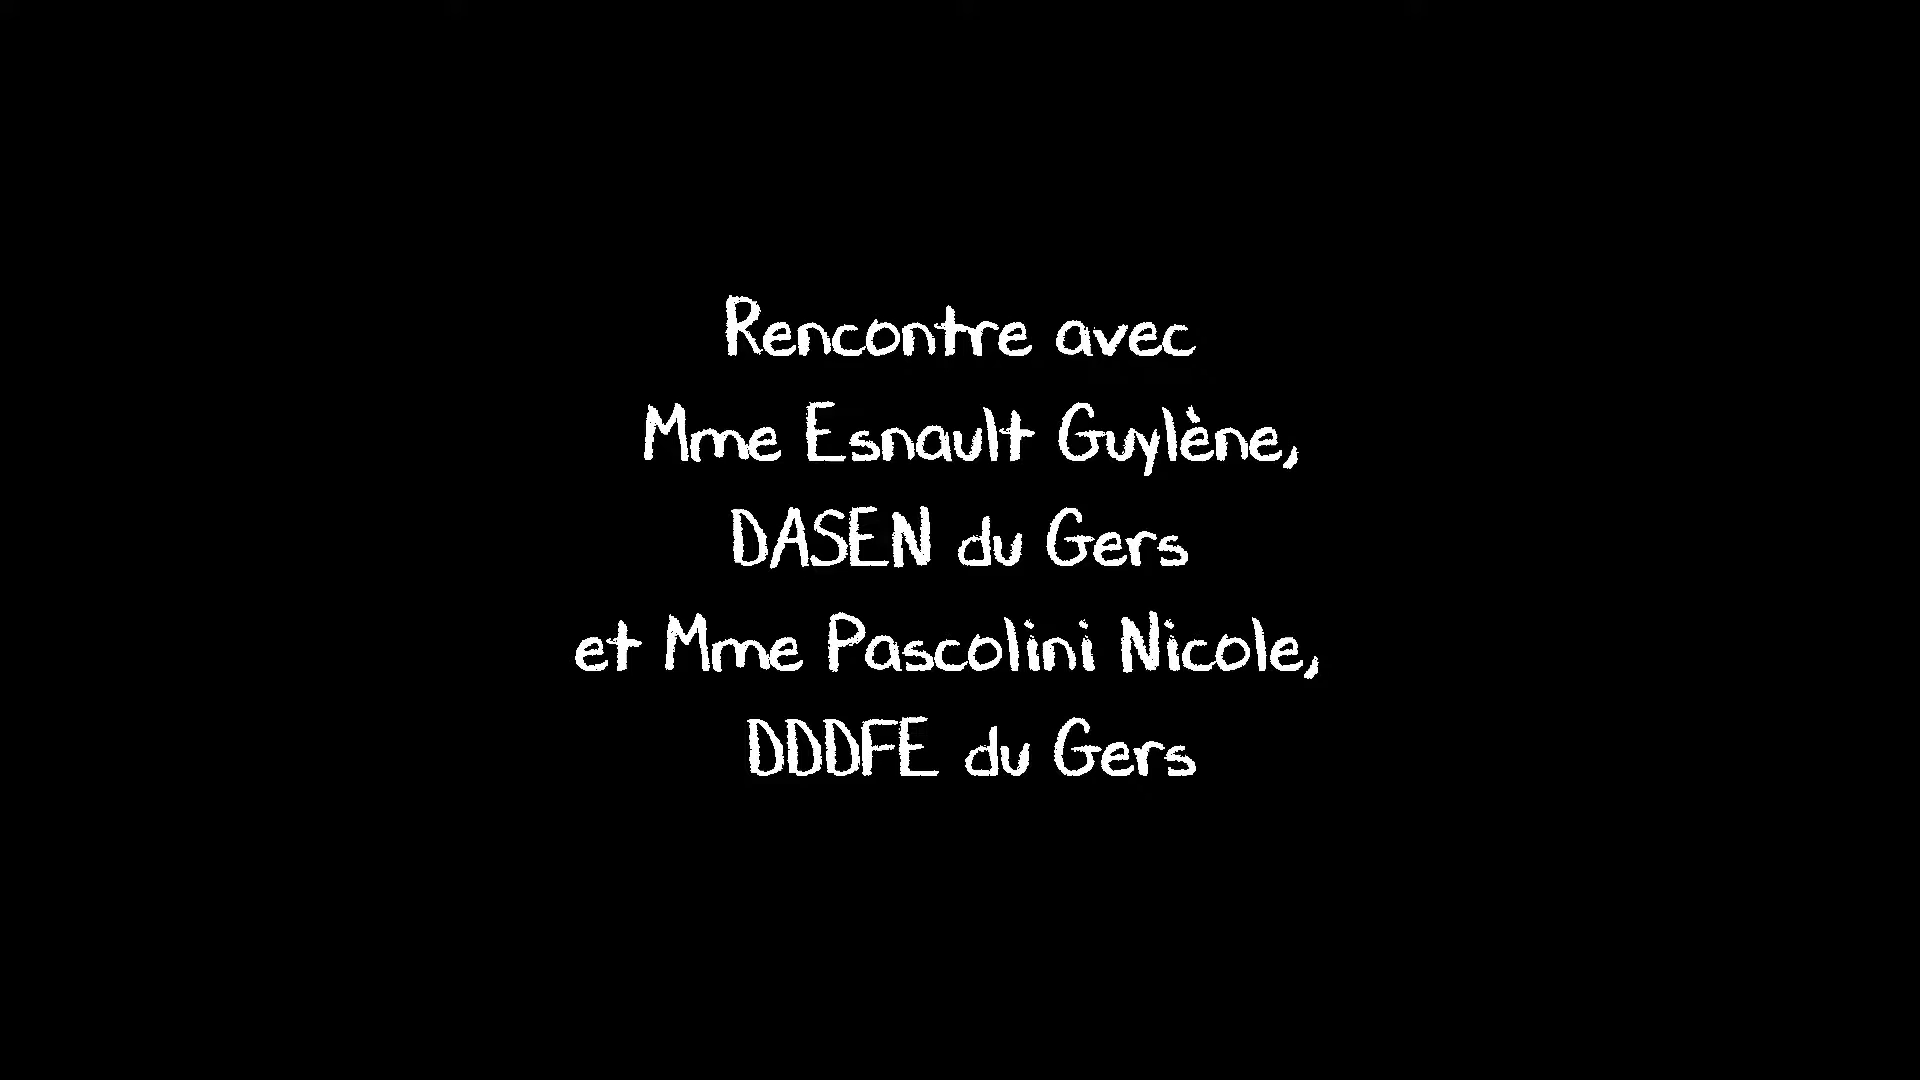 Rencontre avec
Mme Esnault Guylène,
DASEN du Gers
et Mme Pascolini Nicole,
DDDFE du Gers